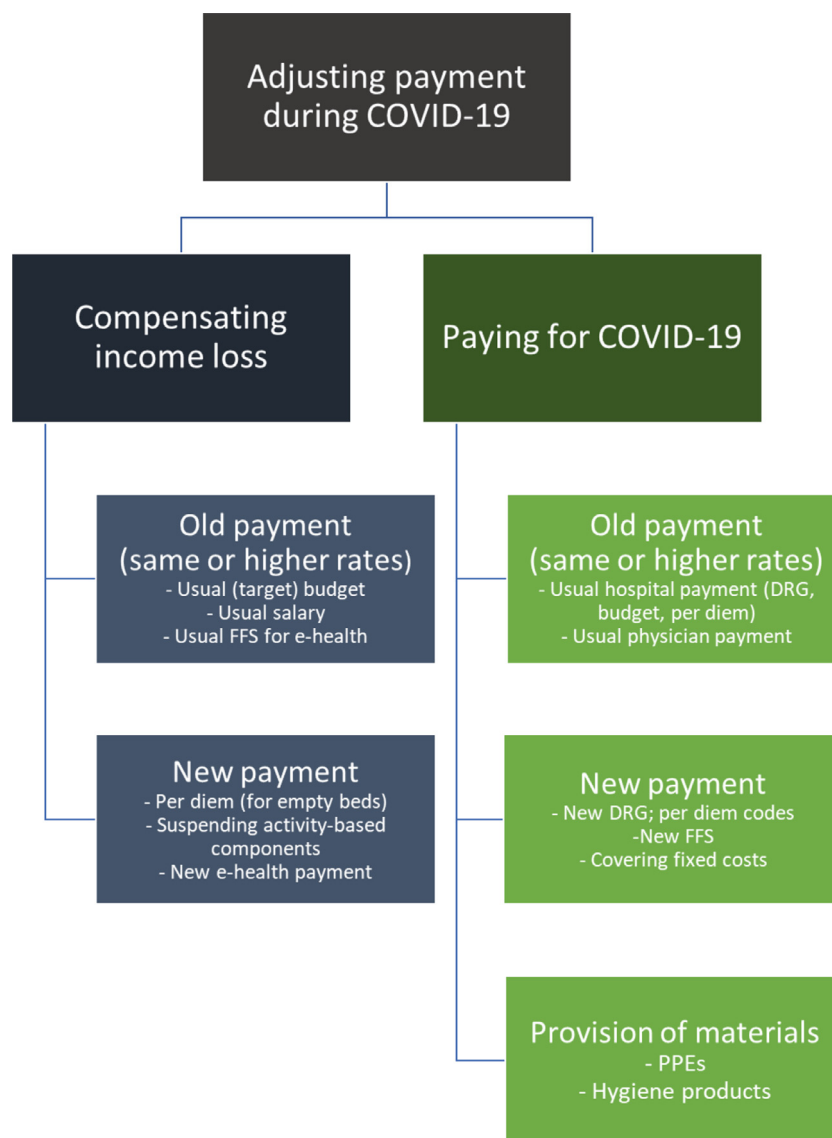 Adjusting payment
during COVID-19
Compensating
income loss
Paying for COVID-19
Old payment
(same or higher rates)
- Usual (target) budget
- Usual salary
- Usual FFS for e-health
New payment
- Per diem (for empty beds)
- Suspending activity-based
components
- New e-health payment
Old payment
(same or higher rates)
- Usual hospital payment (DRG,
budget, per diem)
- Usual physician payment
New payment
- New DRG; per diem codes
-New FFS
- Covering fixed costs
Provision of materials
- PPEs
- Hygiene products